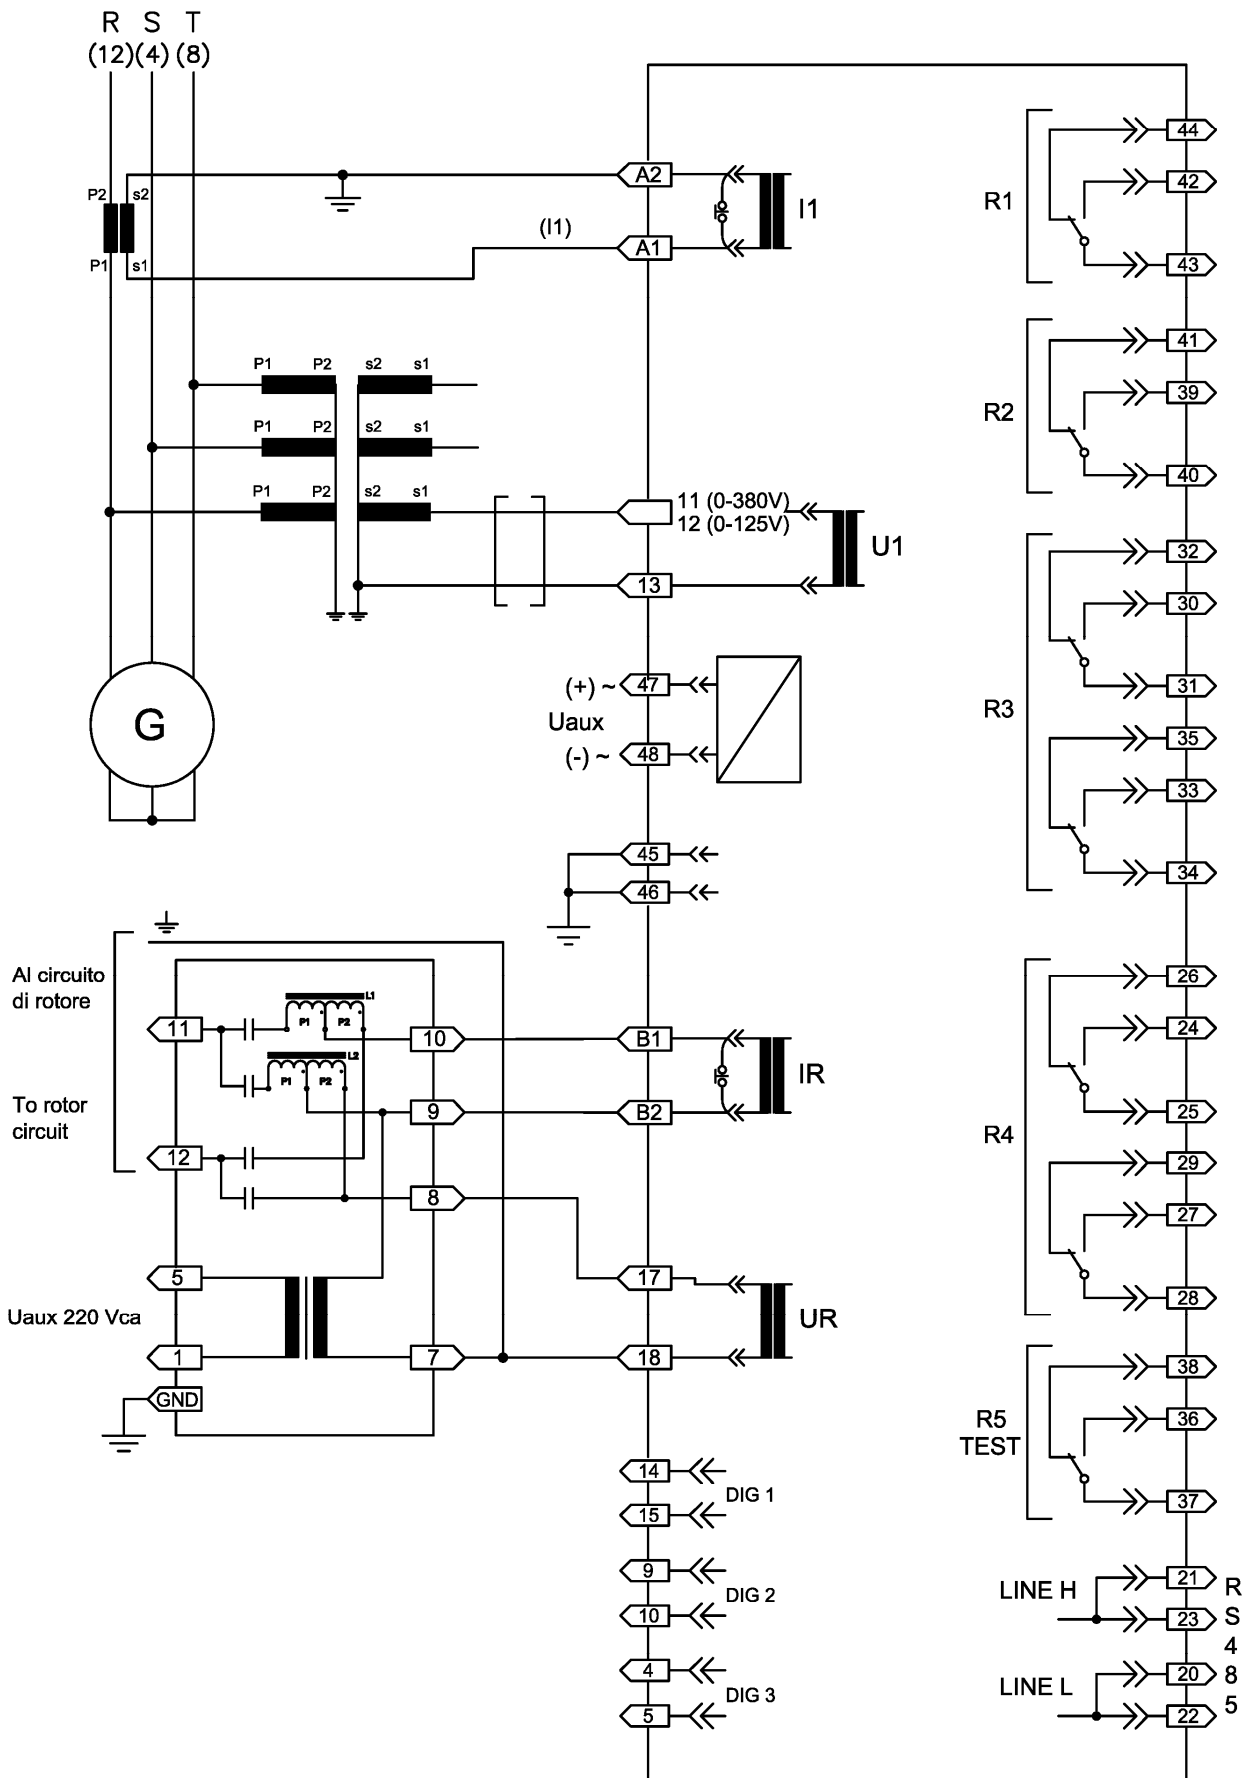 R S T
(12) (4) (8)
44
A2
42
P2 s2
I1
R1
(I1)
A1
P1 s1
43
41
P1 P2 s2 s1
39
R2
P1 P2 s2 s1
40
P1 P2 s2 s1
11 (0-380V)
12 (0-125V)
U1
32
13
30
(+) ~ 47
31
Uaux
R3
G
35
(-) ~ 48
33
45
34
46
Al circuito
di rotore
26
L1
11
P1 P2
10
B1
24
L2
P1 P2
IR
To rotor
circuit
9
B2
25
R4
12
29
8
27
5
17
28
Uaux 220 Vca
UR
1
7
18
38
GND
R5
TEST
36
14
DIG 1
15
37
9
DIG 2
10
LINE H
21
23
4
DIG 3
5
LINE L
20
22
R
S
4
8
5